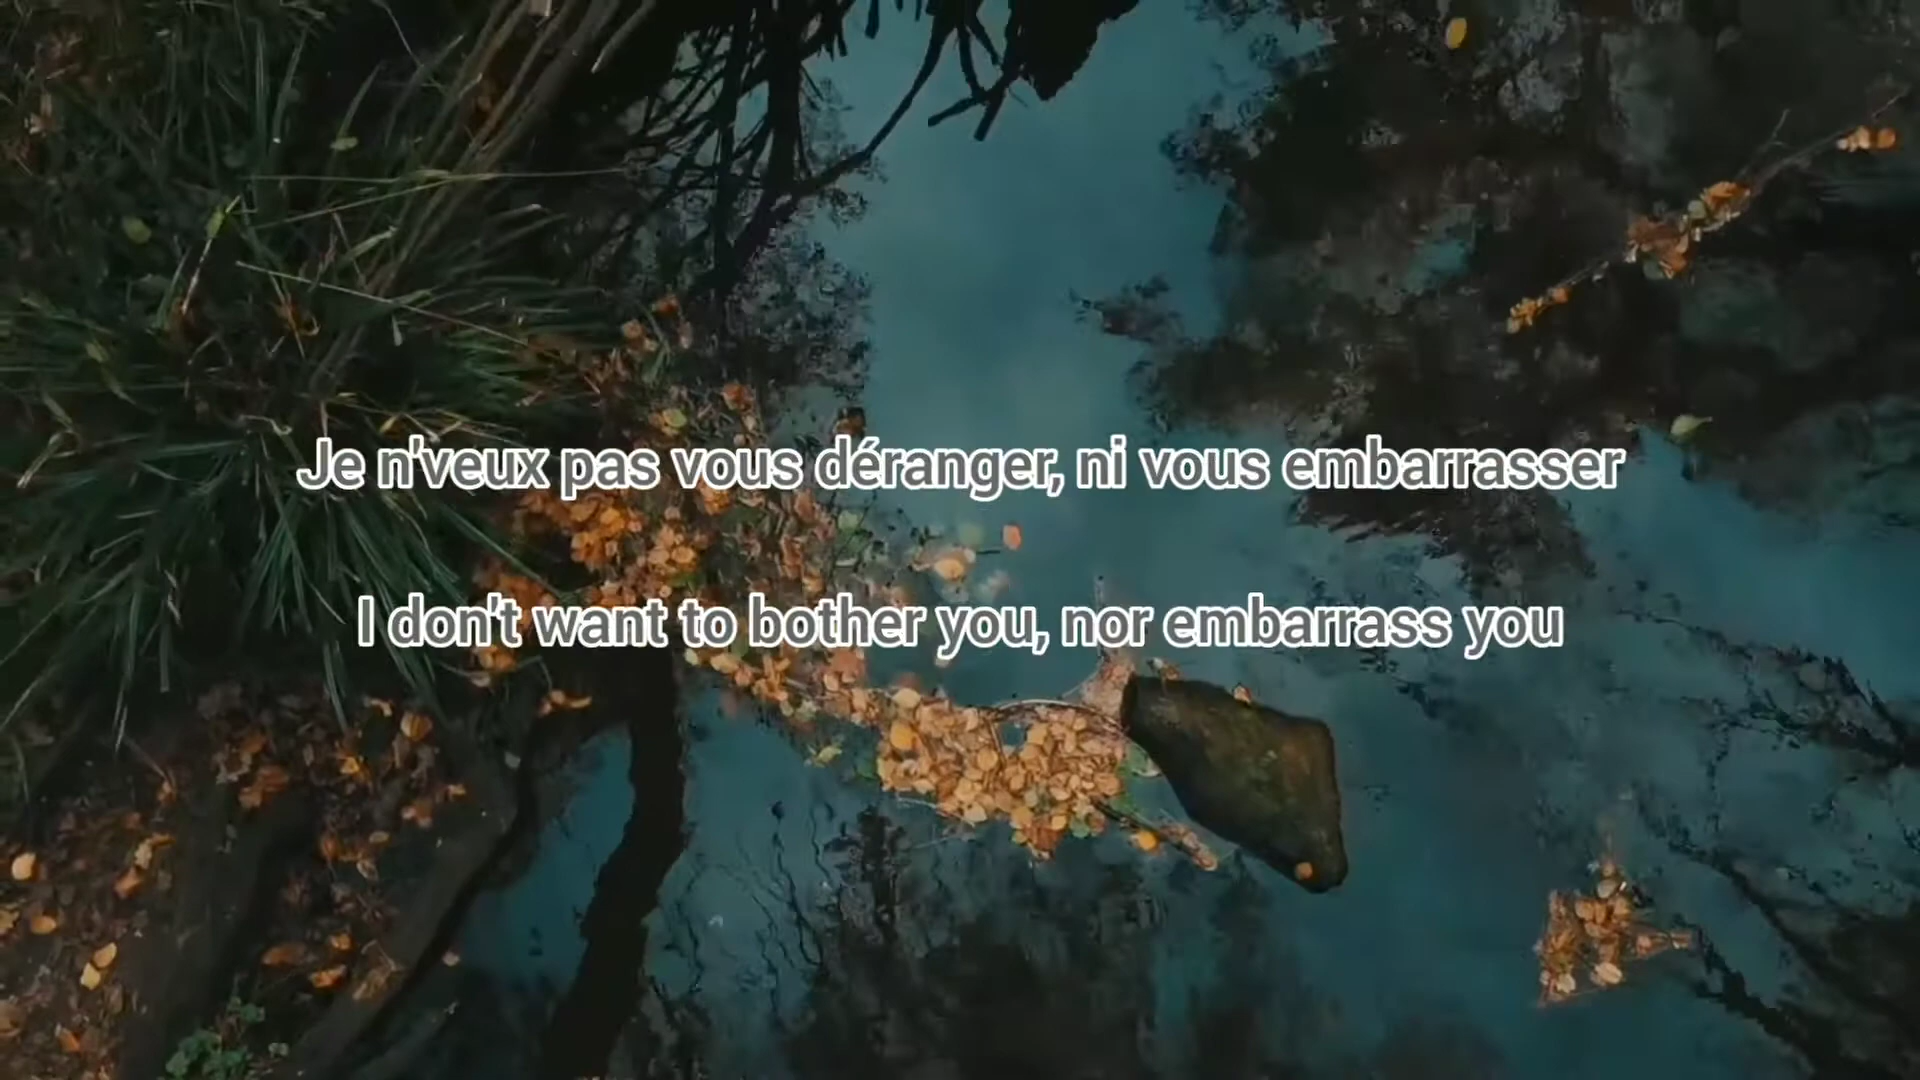 Je n'veux pas vous déranger, ni vous embarrasser
I don't want to bother you, nor embarrass you